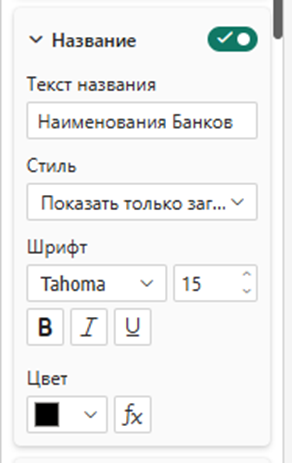 Название
Текст названия
Наименования Банков
Стиль
Показать только заг...
Шрифт
Tahoma 15
B I U
Цвет
fx